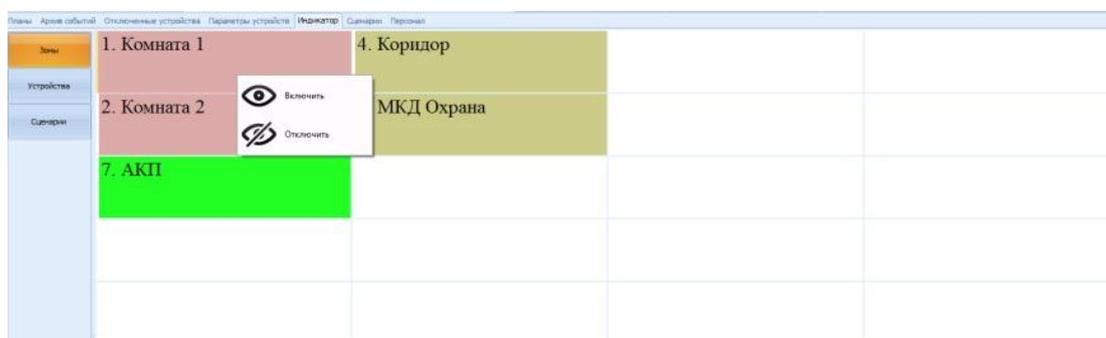 Планы Архив событий Отключенные устройства Параметры устройств Индикатор Сценарии Персонал
Зоны
Устройства
Сценарии
1. Комната 1
4. Коридор
2. Комната 2
МКД Охрана
7. АКП
Включить
Отключить